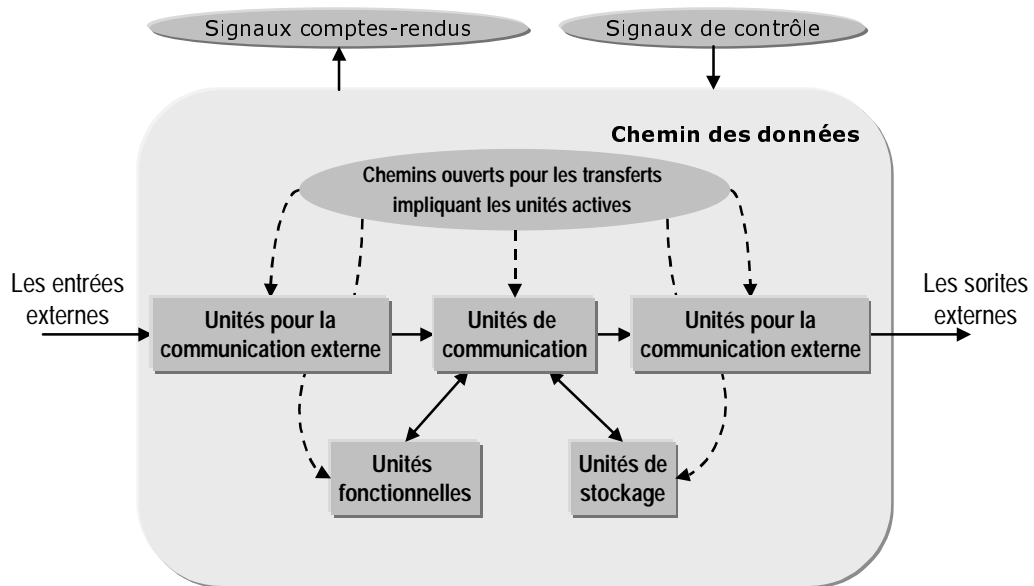 Signaux comptes-rendus
Signaux de contrôle
Chemin des données
Chemins ouverts pour les transferts
impliquant les unités actives
Les entrées
externes
Les sorites
externes
Unités pour la
communication externe
Unités de
communication
Unités pour la
communication externe
Unités
fonctionnelles
Unités de
stockage